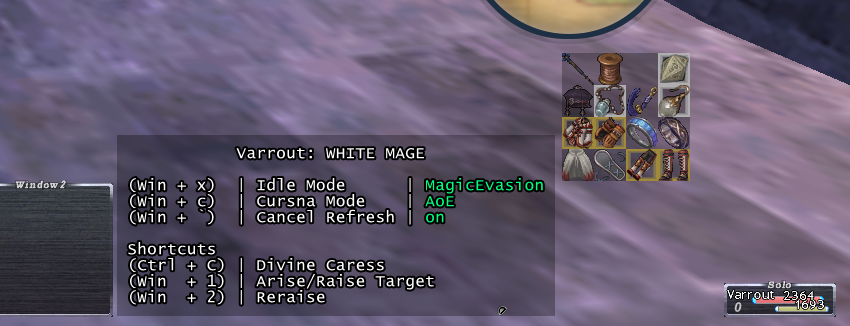 Varrout: WHITE MAGE
(Win + x) | Idle Mode | MagicEvasion
(Win + c) | Cursna Mode | AoE
(Win + `) | Cancel Refresh | on
Shortcuts
(Ctrl + C) | Divine Caress
(Win + 1) | Arise/Raise Target
(Win + 2) | Reraise
Window2
Solo
Varrout 2364
0 1693